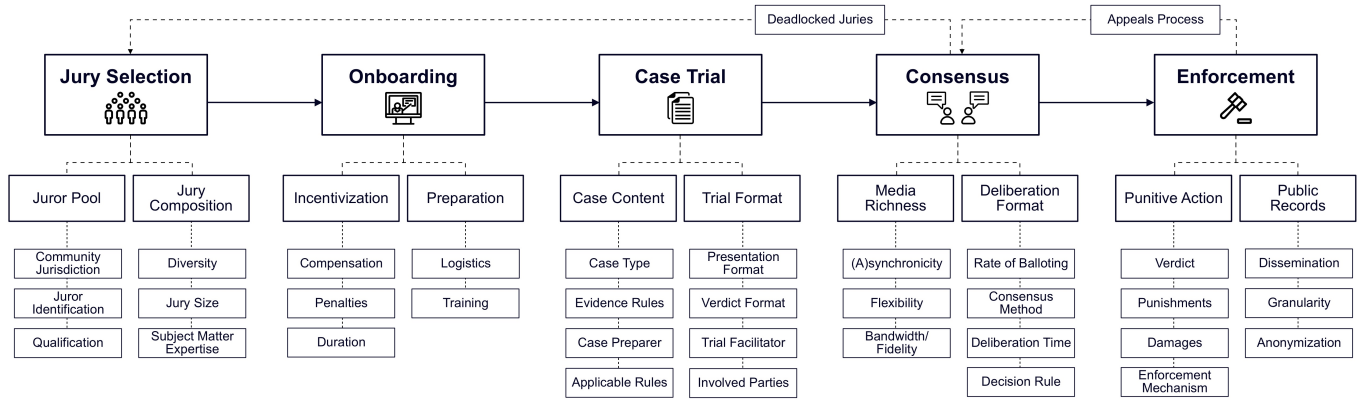 Deadlocked Juries
Appeals Process
Jury Selection
Onboarding
Case Trial
Consensus
Enforcement
Juror Pool
Jury
Composition
Incentivization
Preparation
Case Content
Trial Format
Media
Richness
Deliberation
Format
Punitive Action
Public
Records
Community
Jurisdiction
Juror
Identification
Qualification
Diversity
Jury Size
Subject Matter
Expertise
Compensation
Penalties
Duration
Logistics
Training
Case Type
Evidence Rules
Case Preparer
Applicable Rules
Presentation
Format
Verdict Format
Trial Facilitator
Involved Parties
(A)synchronicity
Flexibility
Bandwidth/
Fidelity
Rate of Balloting
Consensus
Method
Deliberation Time
Decision Rule
Verdict
Punishments
Damages
Enforcement
Mechanism
Dissemination
Granularity
Anonymization